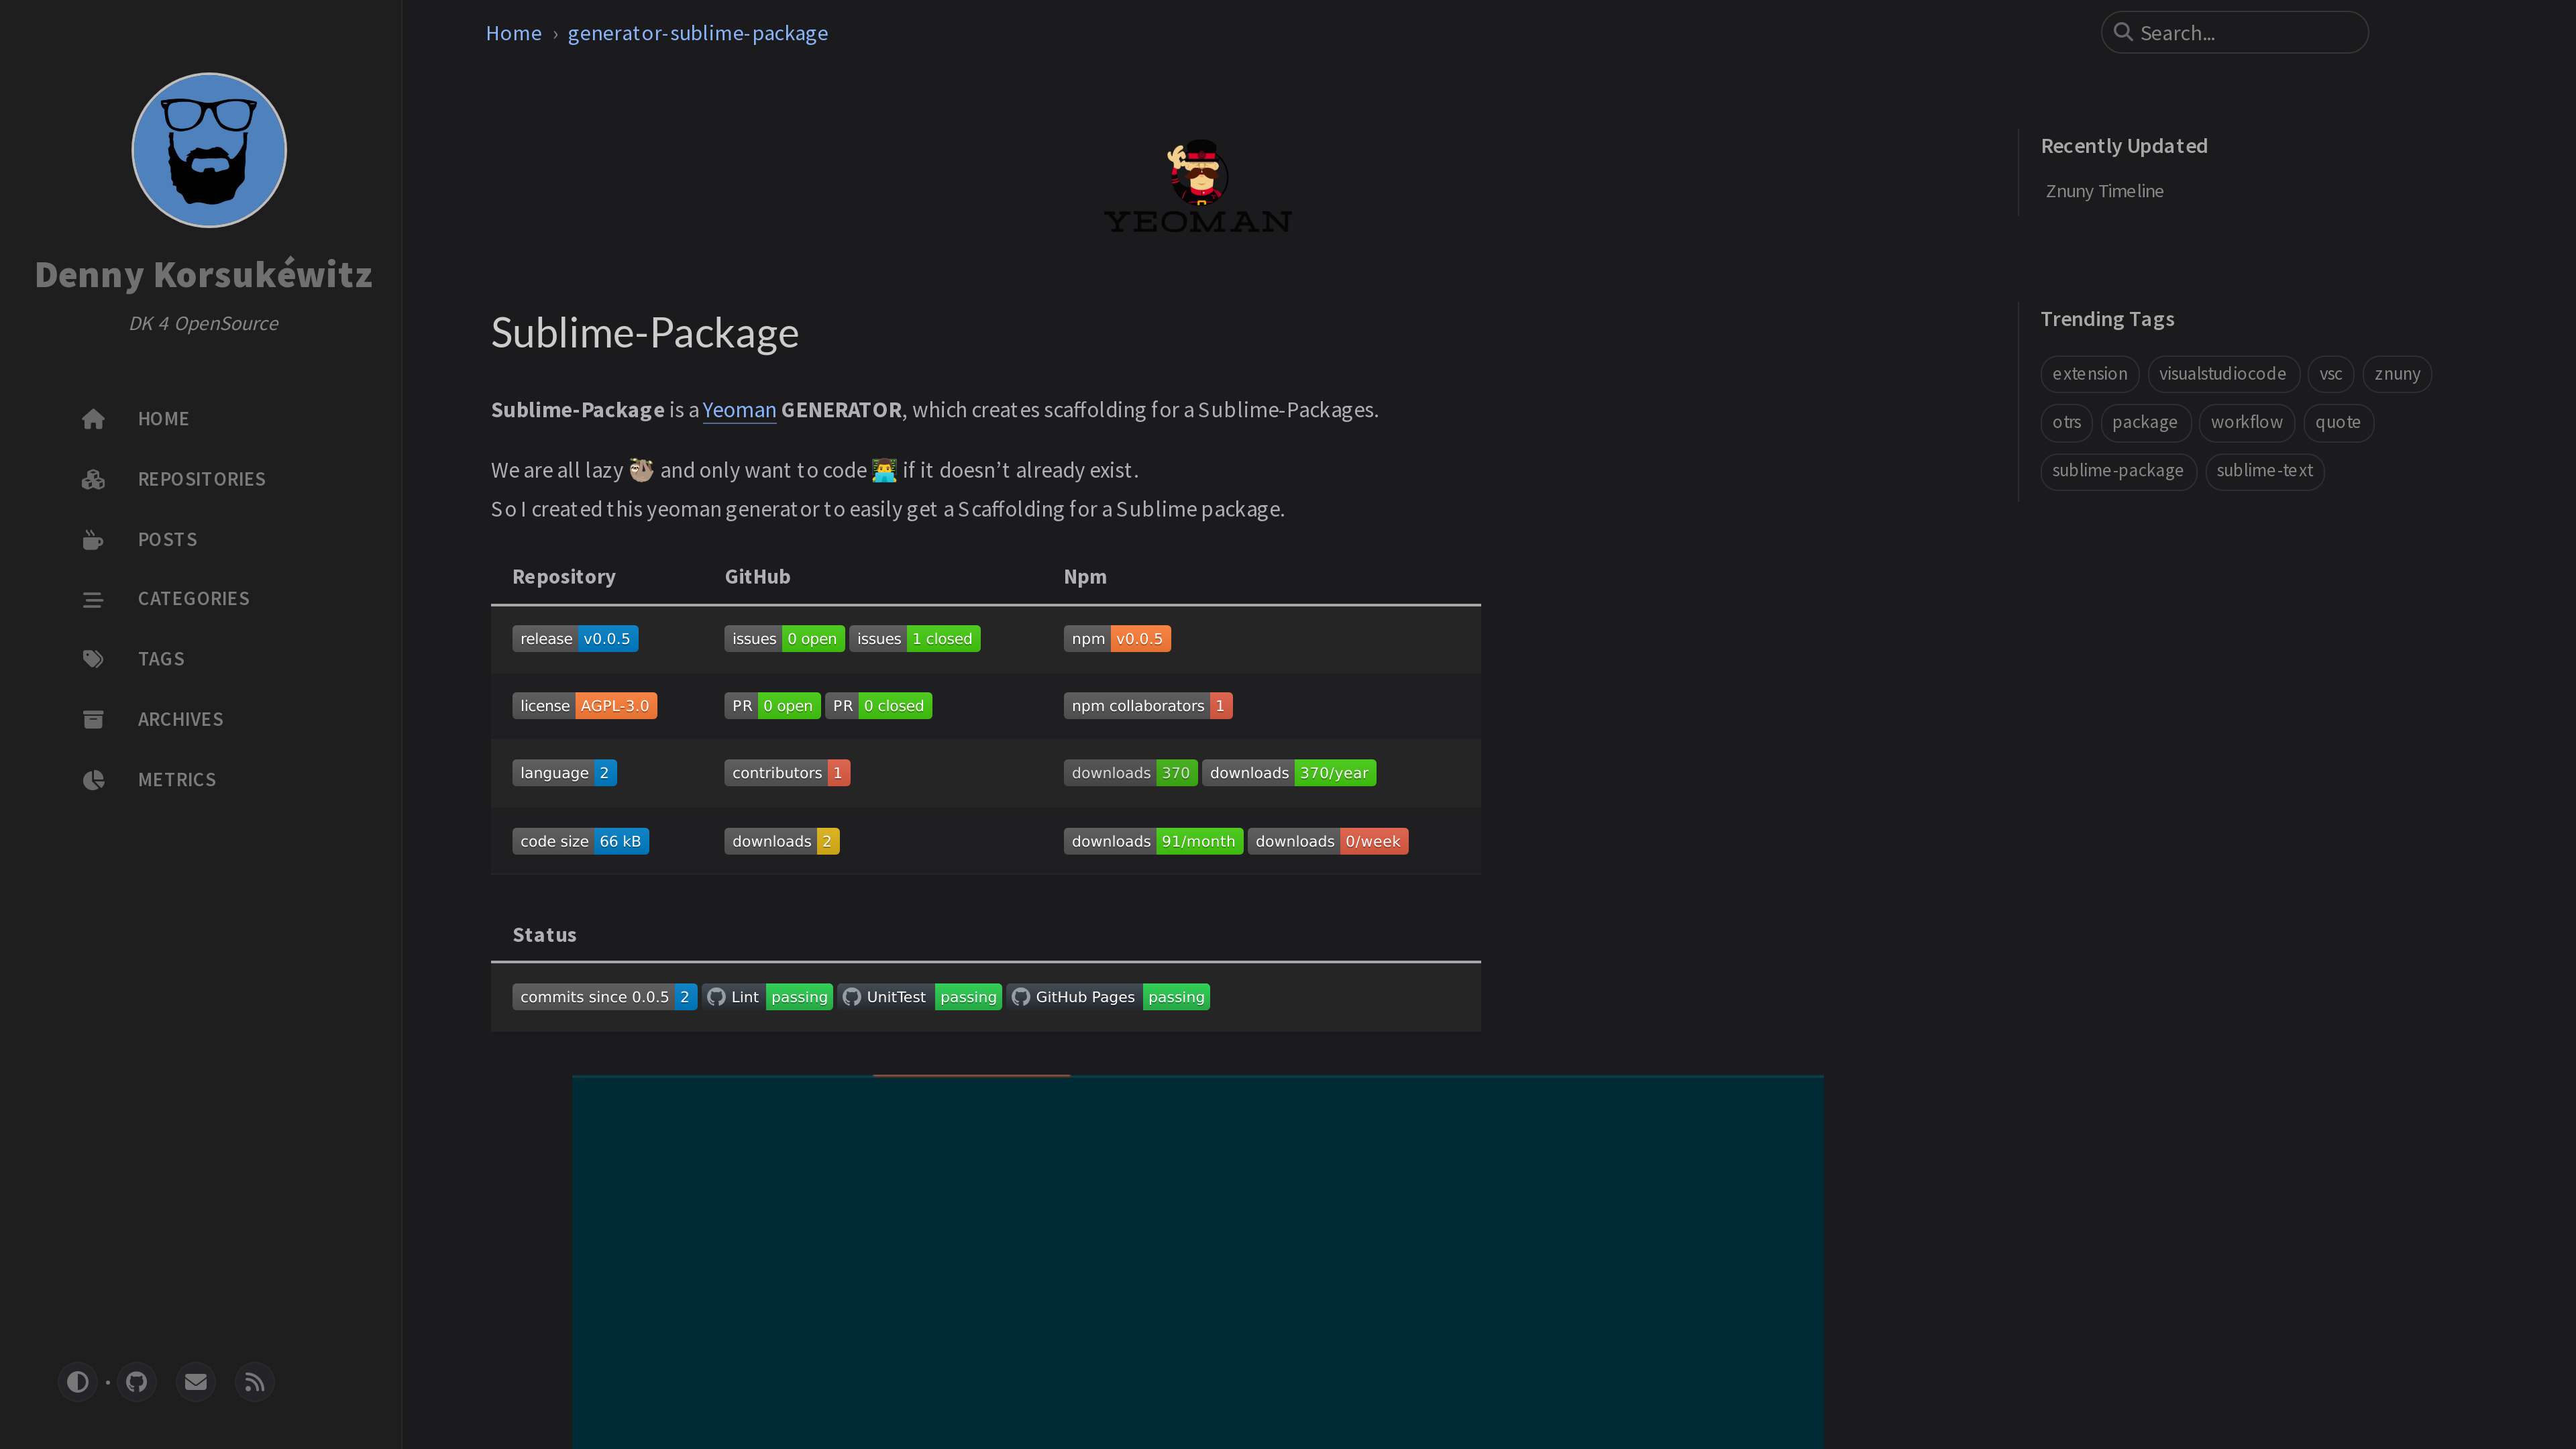 Denny Korsukéwitz
DK 4 OpenSource
HOME
REPOSITORIES
POSTS
CATEGORIES
TAGS
ARCHIVES
METRICS
Home › generator-sublime-package
Search...
YEOMAN
Sublime-Package
Sublime-Package is a Yeoman GENERATOR, which creates scaffolding for a Sublime-Packages.
We are all lazy 🦥 and only want to code 👨‍💻 if it doesn’t already exist.
So I created this yeoman generator to easily get a Scaffolding for a Sublime package.
Repository GitHub Npm
release v0.0.5 issues 0 open issues 1 closed npm v0.0.5
license AGPL-3.0 PR 0 open PR 0 closed npm collaborators 1
language 2 contributors 1 downloads 370 downloads 370/year
code size 66 kB downloads 2 downloads 91/month downloads 0/week
Status
commits since 0.0.5 2 Lint passing UnitTest passing GitHub Pages passing
Recently Updated
Znuny Timeline
Trending Tags
extension visualstudiocode vsc znuny
otrs package workflow quote
sublime-package sublime-text